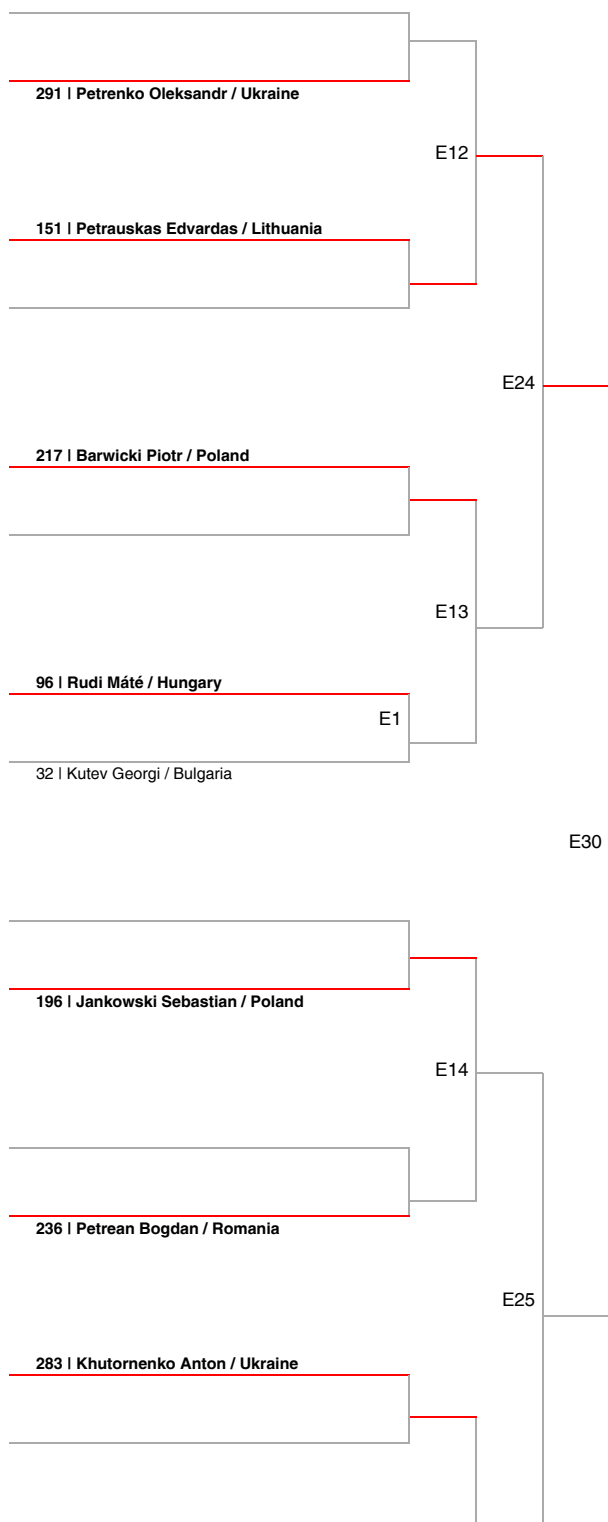 291 | Petrenko Oleksandr / Ukraine
E12
151 | Petrauskas Edvardas / Lithuania
E24
217 | Barwicki Piotr / Poland
E13
96 | Rudi Máté / Hungary
E1
32 | Kutev Georgi / Bulgaria
E30
196 | Jankowski Sebastian / Poland
E14
236 | Petrean Bogdan / Romania
E25
283 | Khutornenko Anton / Ukraine